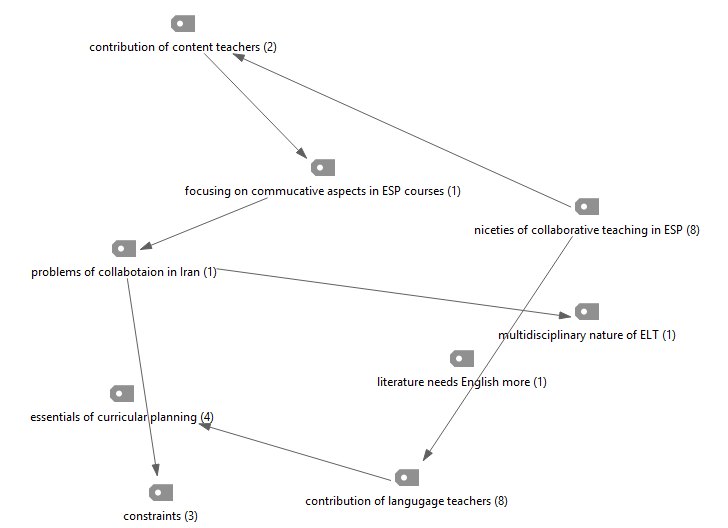 contribution of content teachers (2)
focusing on commucative aspects in ESP courses (1)
niceties of collaborative teaching in ESP (8)
problems of collabotaion in Iran (1)
multidisciplinary nature of ELT (1)
literature needs English more (1)
essentials of curricular planning (4)
contribution of langugage teachers (8)
constraints (3)